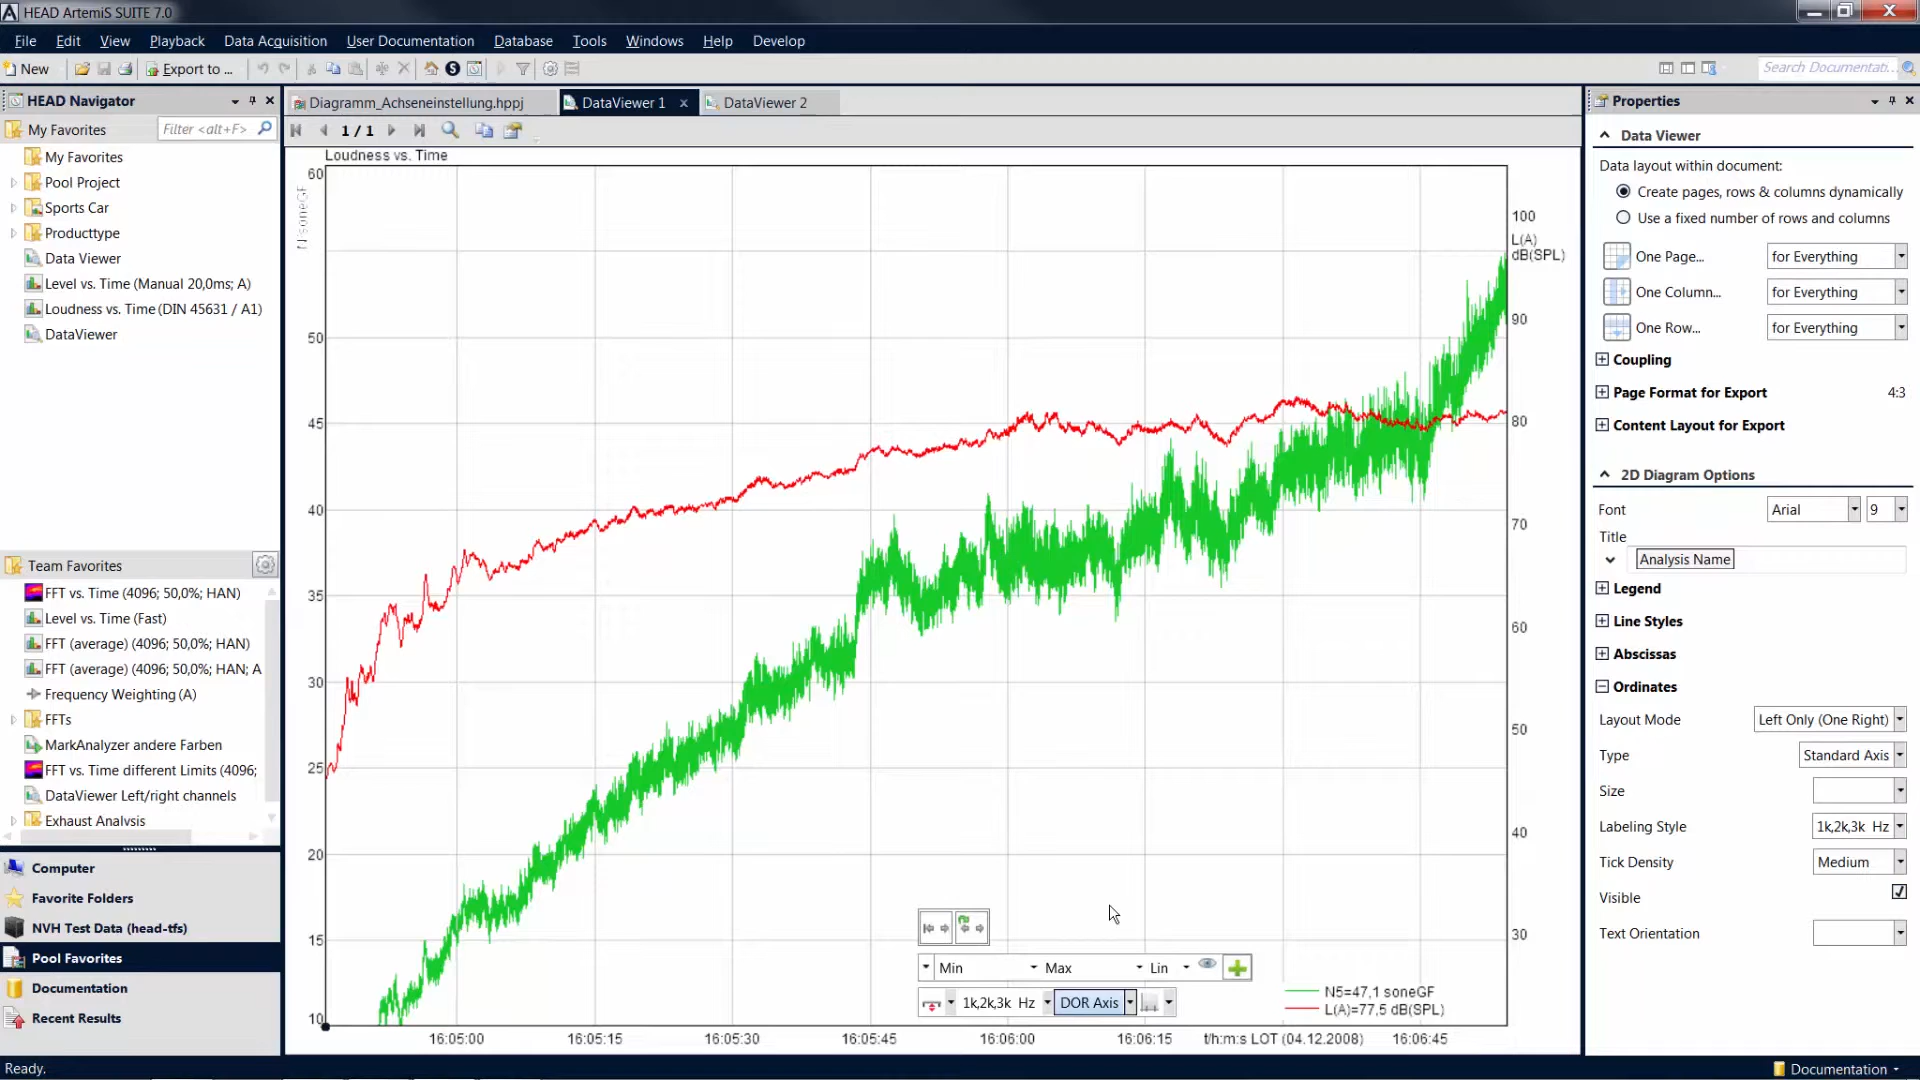 HEAD ArtemiS SUITE 7.0
File Edit View Playback Data Acquisition User Documentation Database Tools Windows Help Develop
New Export to ... Search Documentati...
HEAD Navigator
My Favorites Filter <alt+F>
My Favorites
Pool Project
Sports Car
Producttype
Data Viewer
Level vs. Time (Manual 20,0ms; A)
Loudness vs. Time (DIN 45631 / A1)
DataViewer
Team Favorites
FFT vs. Time (4096; 50,0%; HAN)
Level vs. Time (Fast)
FFT (average) (4096; 50,0%; HAN)
FFT (average) (4096; 50,0%; HAN; A
Frequency Weighting (A)
FFTs
MarkAnalyzer andere Farben
FFT vs. Time different Limits (4096;
DataViewer Left/right channels
Exhaust Analysis
Computer
Favorite Folders
NVH Test Data (head-tfs)
Pool Favorites
Documentation
Recent Results
Diagramm_Achseneinstellung.hppj DataViewer 1 DataViewer 2
1 / 1
Loudness vs. Time
N/soneGF
60
50
45
40
35
30
25
20
15
10
100
L(A)
dB(SPL)
90
80
70
60
50
40
30
Min Max Lin
1k,2k,3k Hz DOR Axis
N5=47,1 soneGF
L(A)=77,5 dB(SPL)
16:05:00 16:05:15 16:05:30 16:05:45 16:06:00 16:06:15 t/h:m:s LOT (04.12.2008) 16:06:45
Properties
Data Viewer
Data layout within document:
Create pages, rows & columns dynamically
Use a fixed number of rows and columns
One Page... for Everything
One Column... for Everything
One Row... for Everything
Coupling
Page Format for Export 4:3
Content Layout for Export
2D Diagram Options
Font Arial 9
Title
Analysis Name
Legend
Line Styles
Abscissas
Ordinates
Layout Mode Left Only (One Right)
Type Standard Axis
Size
Labeling Style 1k,2k,3k Hz
Tick Density Medium
Visible
Text Orientation
Ready.
Documentation